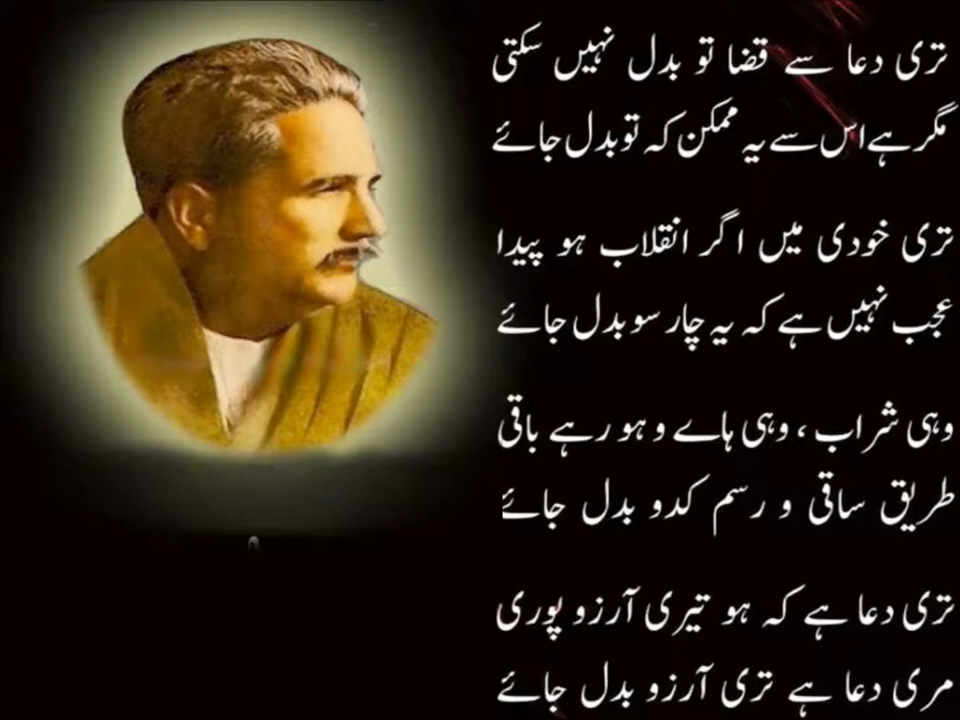 تری دعا سے قضا تو بدل نہیں سکتی
مگر ہے اس سے یہ ممکن کہ تو بدل جائے
تری خودی میں اگر انقلاب ہو پیدا
عجب نہیں ہے کہ یہ چار سو بدل جائے
وہی شراب، وہی ہاے و ہو رہے باقی
طریق ساقی و رسم کدو بدل جائے
تری دعا ہے کہ ہو تیری آرزو پوری
مری دعا ہے تری آرزو بدل جائے